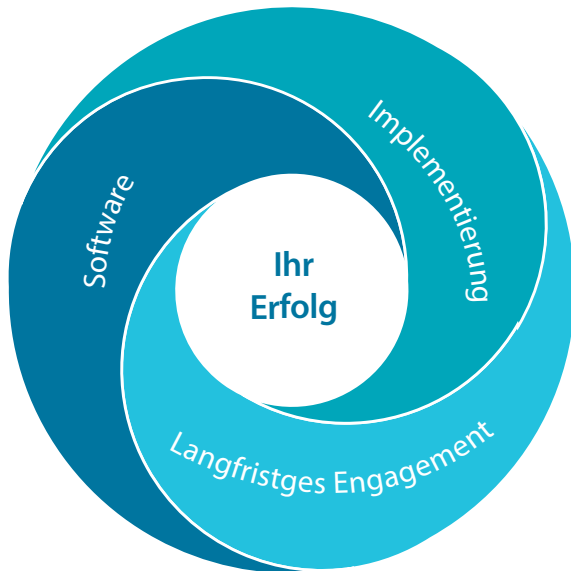 Software
Implementierung
Ihr
Erfolg
Langfristges Engagement